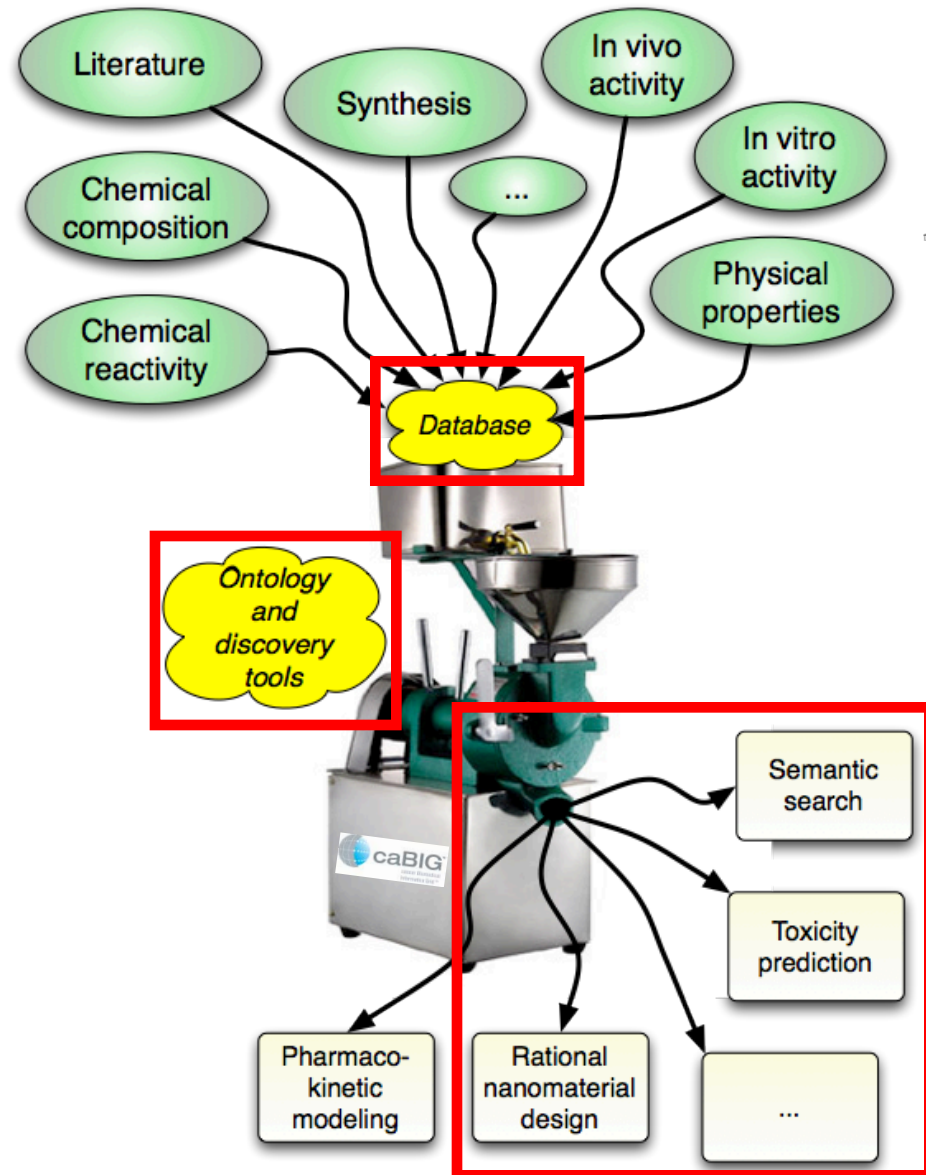 Literature
Synthesis
In vivo
activity
In vitro
activity
...
Chemical
composition
Physical
properties
Chemical
reactivity
Database
Ontology
and
discovery
tools
caBIG
Semantic
search
Toxicity
prediction
Pharmaco-
kinetic
modeling
Rational
nanomaterial
design
...